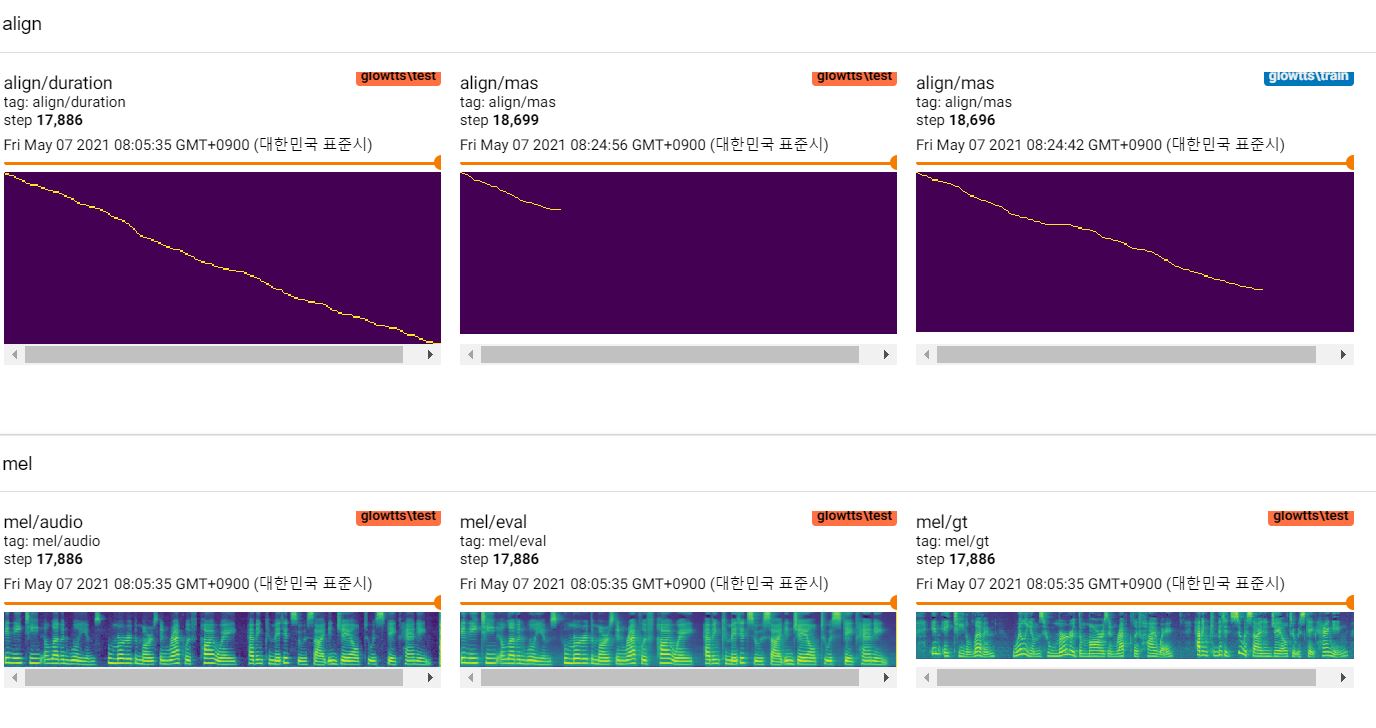 align
align/duration
glowtts\test
tag: align/duration
step 17,886
Fri May 07 2021 08:05:35 GMT+0900 (대한민국 표준시)
align/mas
glowtts\test
tag: align/mas
step 18,699
Fri May 07 2021 08:24:56 GMT+0900 (대한민국 표준시)
align/mas
glowtts\train
tag: align/mas
step 18,696
Fri May 07 2021 08:24:42 GMT+0900 (대한민국 표준시)
mel
mel/audio
glowtts\test
tag: mel/audio
step 17,886
Fri May 07 2021 08:05:35 GMT+0900 (대한민국 표준시)
mel/eval
glowtts\test
tag: mel/eval
step 17,886
Fri May 07 2021 08:05:35 GMT+0900 (대한민국 표준시)
mel/gt
glowtts\test
tag: mel/gt
step 17,886
Fri May 07 2021 08:05:35 GMT+0900 (대한민국 표준시)